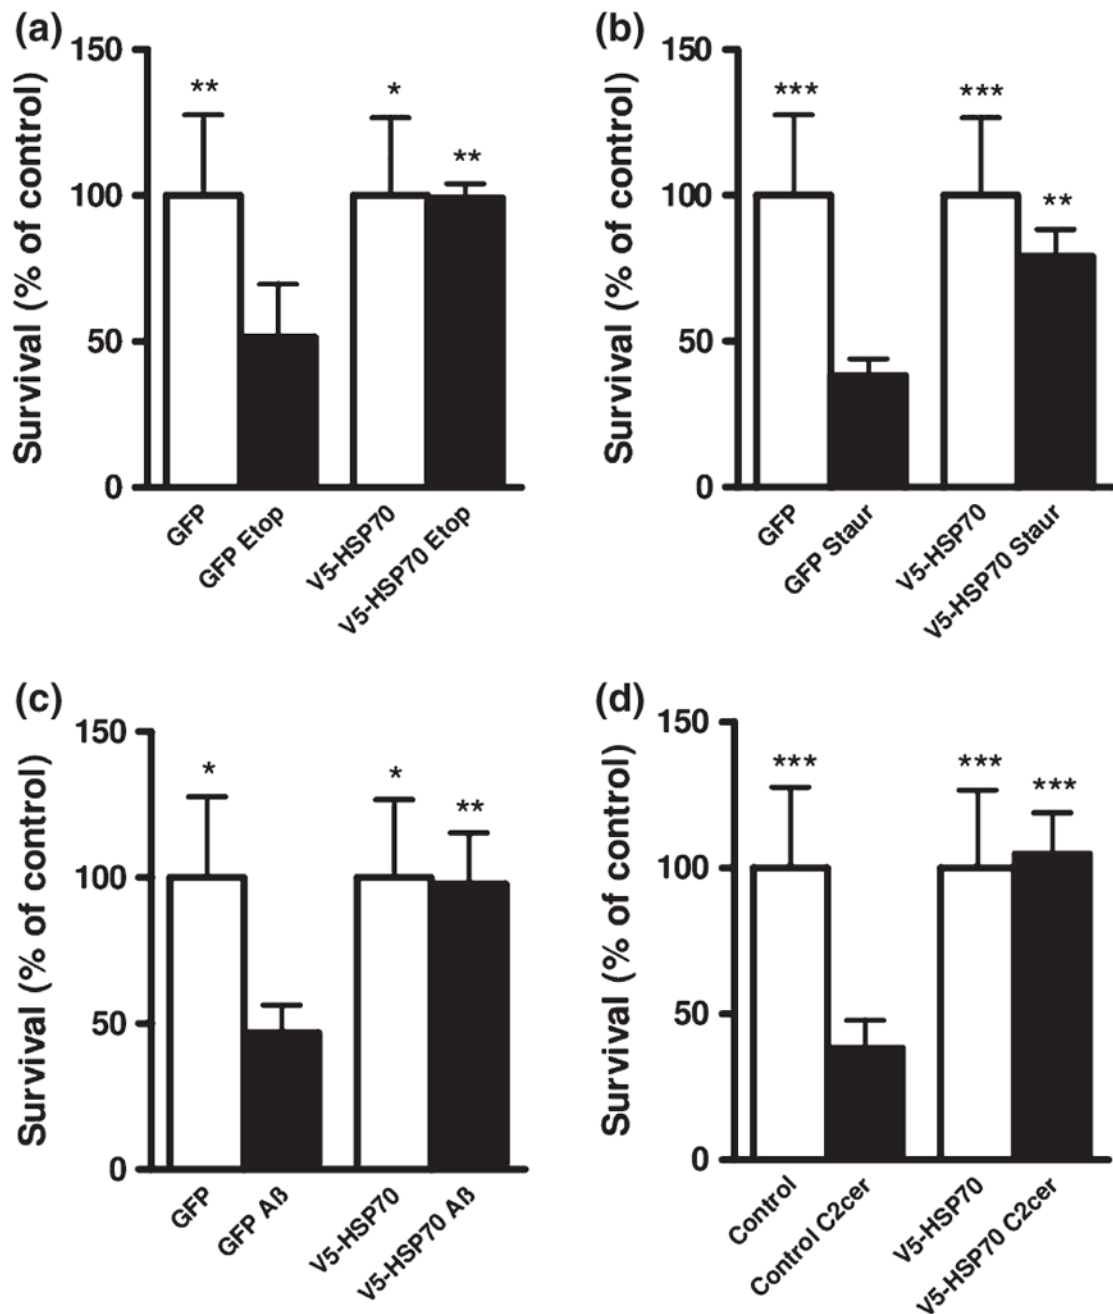 (a)
Survival (% of control)
150
100
50
0
**
*
**
GFP
GFP Etop
V5-HSP70
V5-HSP70 Etop
(b)
Survival (% of control)
150
100
50
0
***
***
**
GFP
GFP Staur
V5-HSP70
V5-HSP70 Staur
(c)
Survival (% of control)
150
100
50
0
*
*
**
GFP
GFP Aß
V5-HSP70
V5-HSP70 Aß
(d)
Survival (% of control)
150
100
50
0
***
***
***
Control
Control C2cer
V5-HSP70
V5-HSP70 C2cer